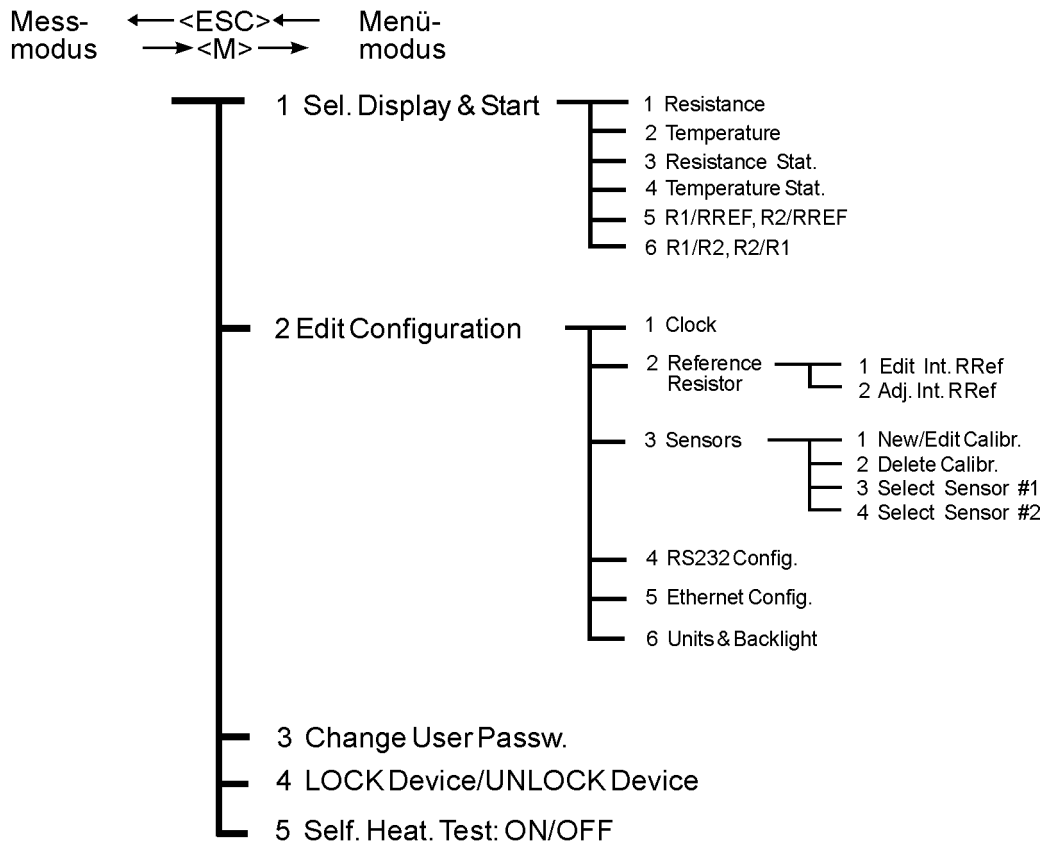 Mess- <ESC> Menü-
modus <M> modus
1 Sel. Display & Start
1 Resistance
2 Temperature
3 Resistance Stat.
4 Temperature Stat.
5 R1/RREF, R2/RREF
6 R1/R2, R2/R1
2 Edit Configuration
1 Clock
2 Reference
Resistor
1 Edit Int. RRef
2 Adj. Int. RRef
3 Sensors
1 New/Edit Calibr.
2 Delete Calibr.
3 Select Sensor #1
4 Select Sensor #2
4 RS232 Config.
5 Ethernet Config.
6 Units & Backlight
3 Change User Passw.
4 LOCK Device/UNLOCK Device
5 Self. Heat. Test: ON/OFF